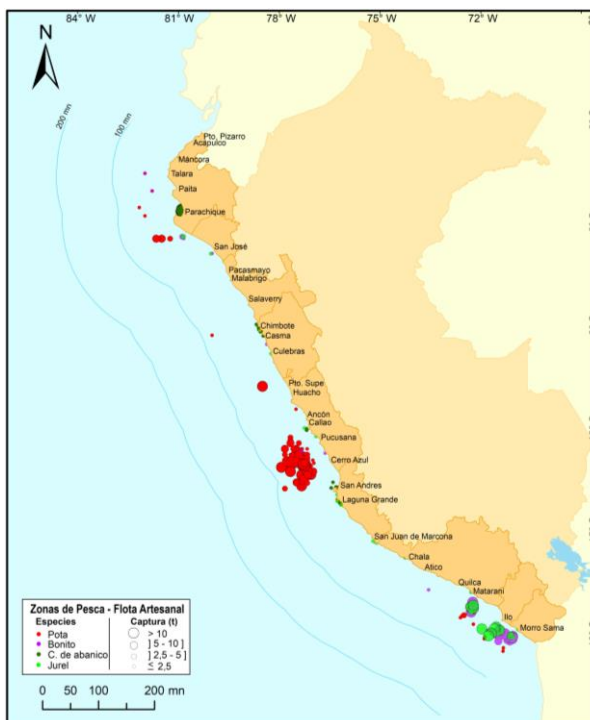 84° W 81° W 78° W 75° W 72° W
N
200 mn
100 mn
Pto. Pizarro
Acapulco
Máncora
Talara
Paita
Parachique
San José
Pacasmayo
Malabrigo
Salaverry
Chimbote
Casma
Culebras
Pto. Supe
Huacho
Ancón
Callao
Pucusana
Cerro Azul
San Andres
Laguna Grande
San Juan de Marcona
Chala
Atico
Quilca
Matarani
Ilo
Morro Sama
Zonas de Pesca - Flota Artesanal
Especies Captura (t)
Pota > 10
Bonito ] 5 - 10 ]
C. de abanico ] 2,5 - 5 ]
Jurel ≤ 2,5
0 50 100 200 mn